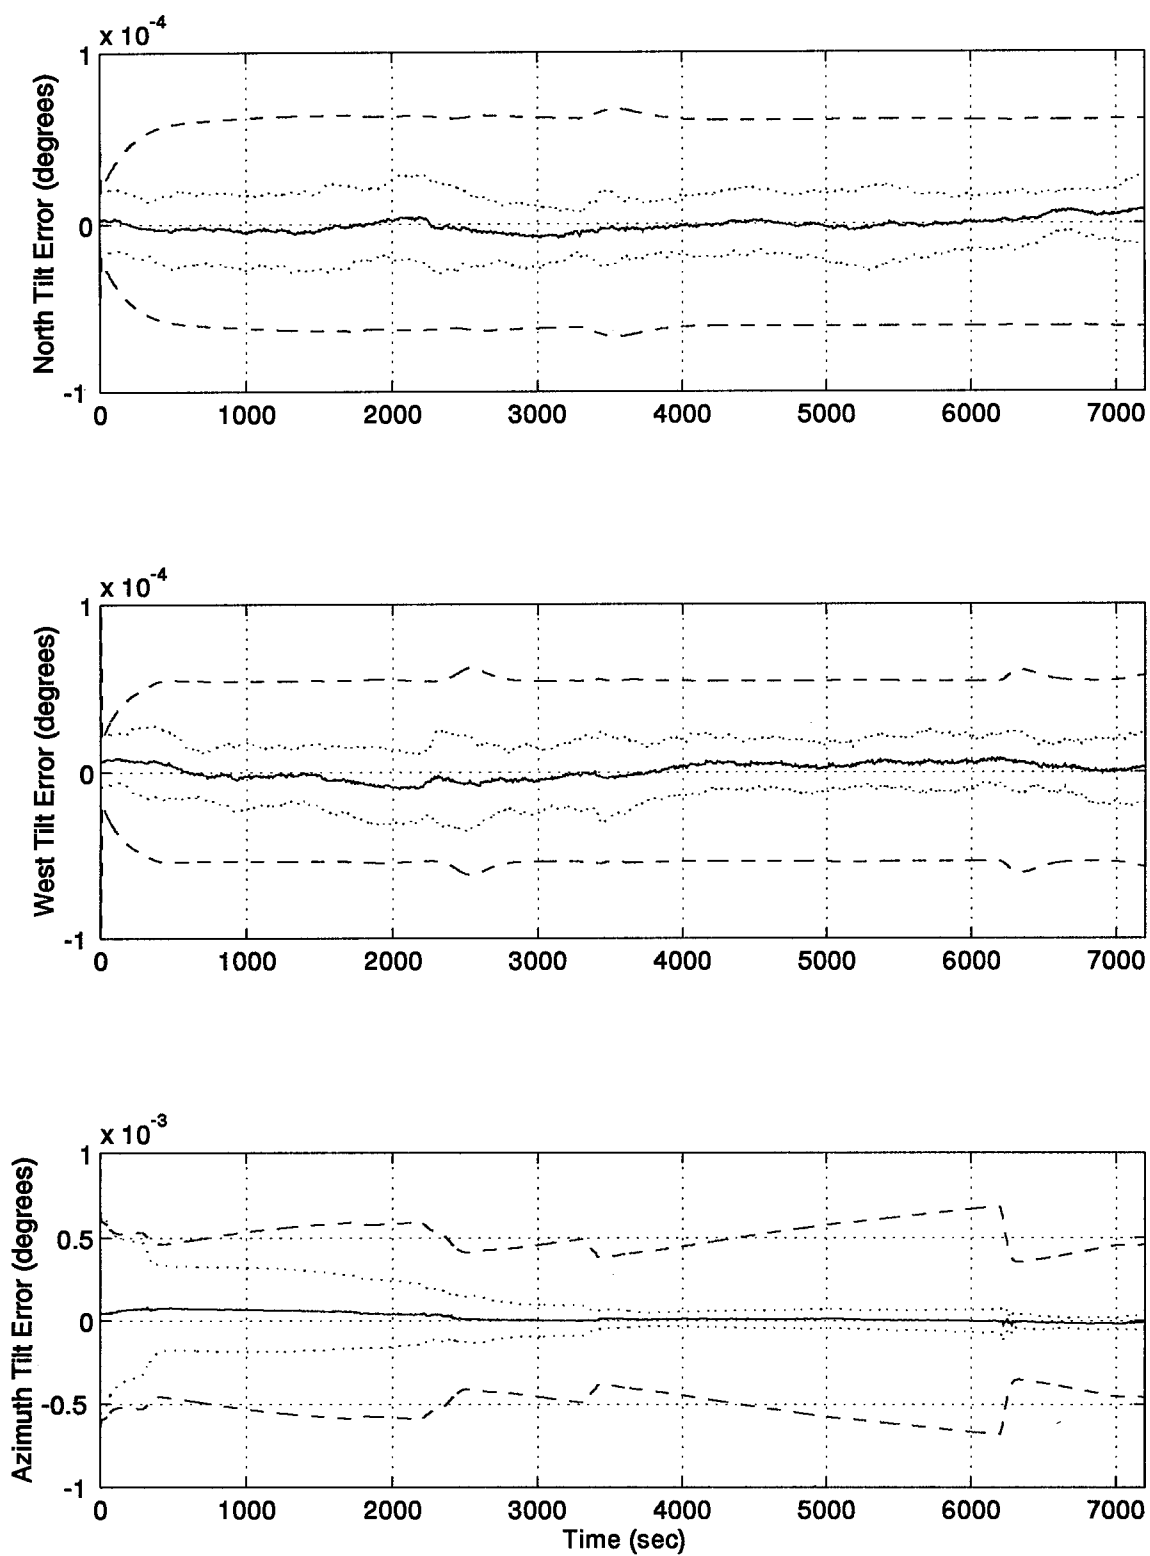 x 10-4
1
0
-1
North Tilt Error (degrees)
0 1000 2000 3000 4000 5000 6000 7000
x 10-4
1
0
-1
West Tilt Error (degrees)
0 1000 2000 3000 4000 5000 6000 7000
x 10-3
1
0.5
0
-0.5
-1
Azimuth Tilt Error (degrees)
0 1000 2000 3000 4000 5000 6000 7000
Time (sec)